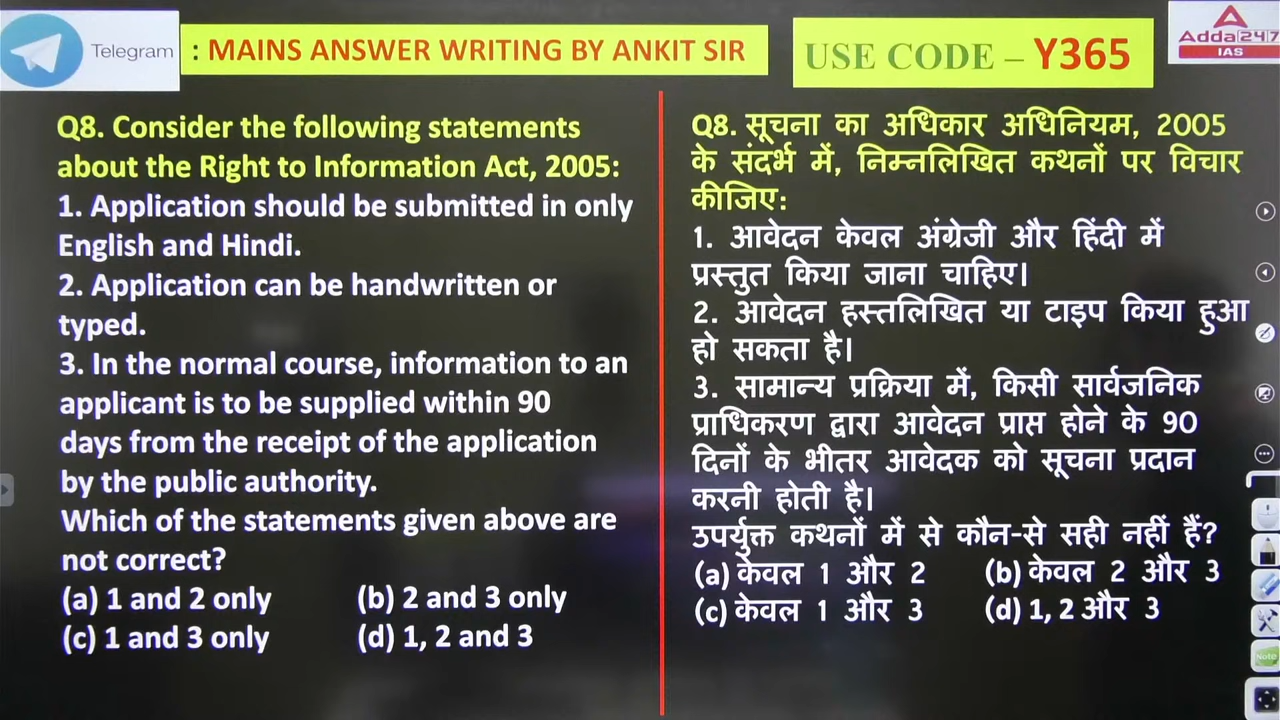 Telegram
: MAINS ANSWER WRITING BY ANKIT SIR
USE CODE – Y365
Adda247
IAS
Q8. Consider the following statements
about the Right to Information Act, 2005:
1. Application should be submitted in only
English and Hindi.
2. Application can be handwritten or
typed.
3. In the normal course, information to an
applicant is to be supplied within 90
days from the receipt of the application
by the public authority.
Which of the statements given above are
not correct?
(a) 1 and 2 only (b) 2 and 3 only
(c) 1 and 3 only (d) 1, 2 and 3
Q8. सूचना का अधिकार अधिनियम, 2005
के संदर्भ में, निम्नलिखित कथनों पर विचार
कीजिए:
1. आवेदन केवल अंग्रेजी और हिंदी में
प्रस्तुत किया जाना चाहिए।
2. आवेदन हस्तलिखित या टाइप किया हुआ
हो सकता है।
3. सामान्य प्रक्रिया में, किसी सार्वजनिक
प्राधिकरण द्वारा आवेदन प्राप्त होने के 90
दिनों के भीतर आवेदक को सूचना प्रदान
करनी होती है।
उपर्युक्त कथनों में से कौन-से सही नहीं हैं?
(a) केवल 1 और 2 (b) केवल 2 और 3
(c) केवल 1 और 3 (d) 1, 2 और 3
Note